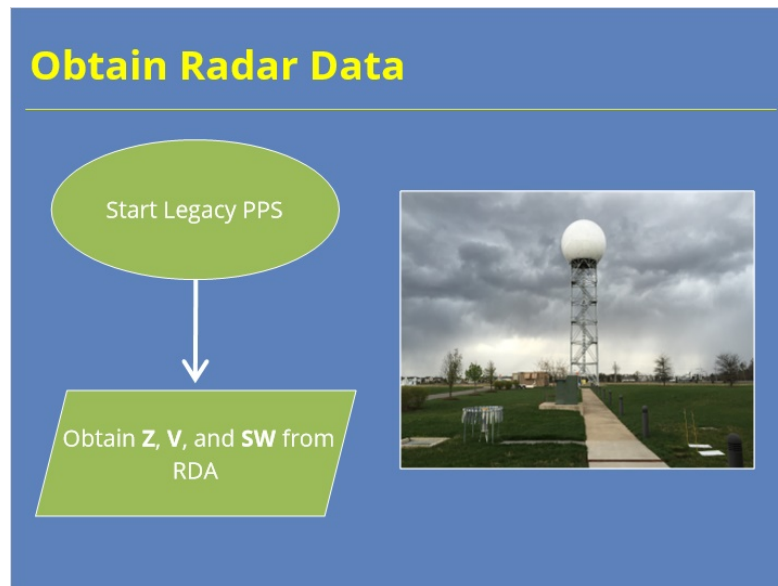 Obtain Radar Data
Start Legacy PPS
Obtain Z, V, and SW from
RDA